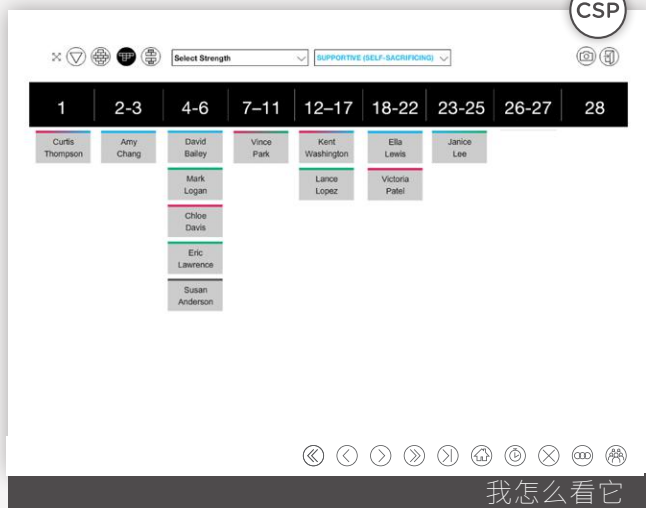 CSP
Select Strength
SUPPORTIVE (SELF-SACRIFICING)
1 2-3 4-6 7–11 12–17 18-22 23-25 26-27 28
Curtis
Thompson
Amy
Chang
David
Bailey
Vince
Park
Kent
Washington
Ella
Lewis
Janice
Lee
Mark
Logan
Lance
Lopez
Victoria
Patel
Chloe
Davis
Eric
Lawrence
Susan
Anderson
我怎么看它